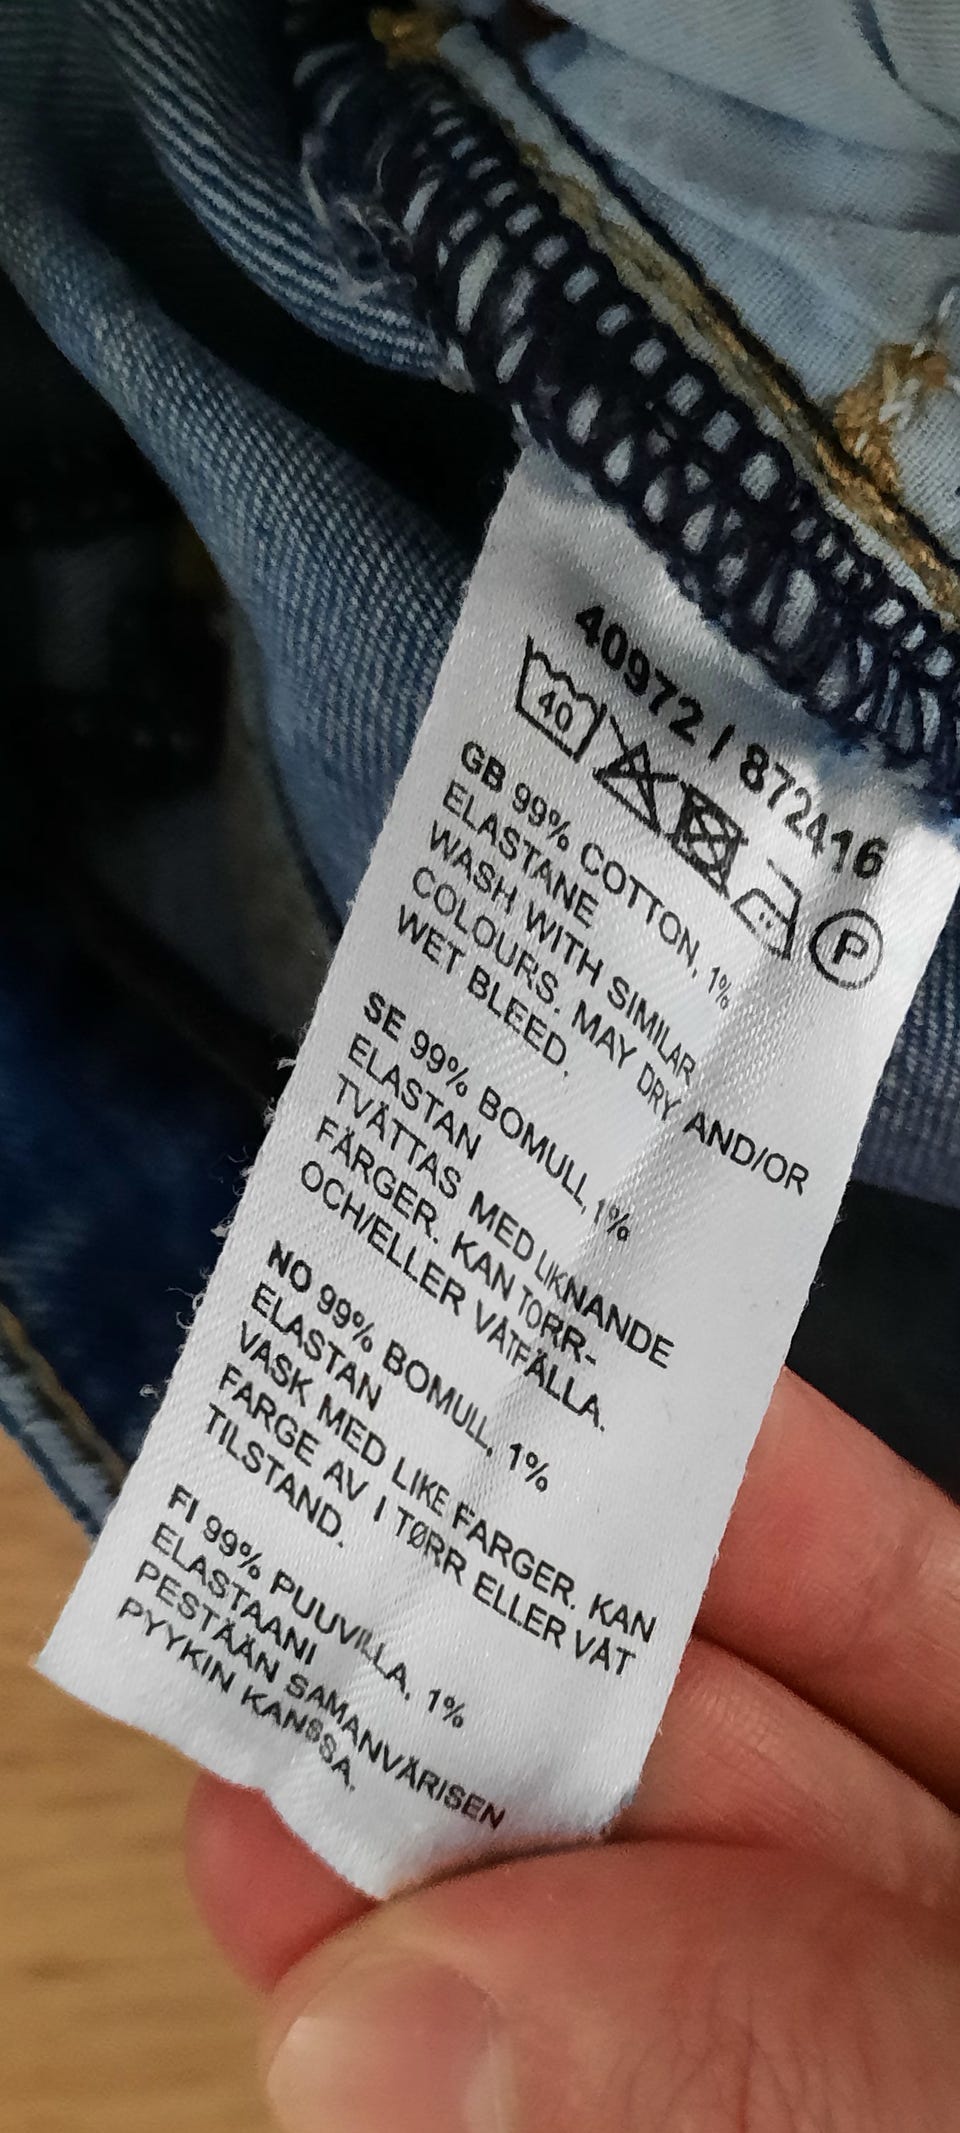 40972 / 872416
40 P
GB 99% COTTON, 1%
ELASTANE
WASH WITH SIMILAR
COLOURS. MAY DRY AND/OR
WET BLEED.
SE 99% BOMULL, 1%
ELASTAN
TVÄTTAS MED LIKNANDE
FÄRGER. KAN TORR-
OCH/ELLER VÅTFÄLLA.
NO 99% BOMULL, 1%
ELASTAN
VASK MED LIKE FARGER. KAN
FARGE AV I TØRR ELLER VÅT
TILSTAND.
FI 99% PUUVILLA, 1%
ELASTAANI
PESTÄÄN SAMANVÄRISEN
PYYKIN KANSSA.